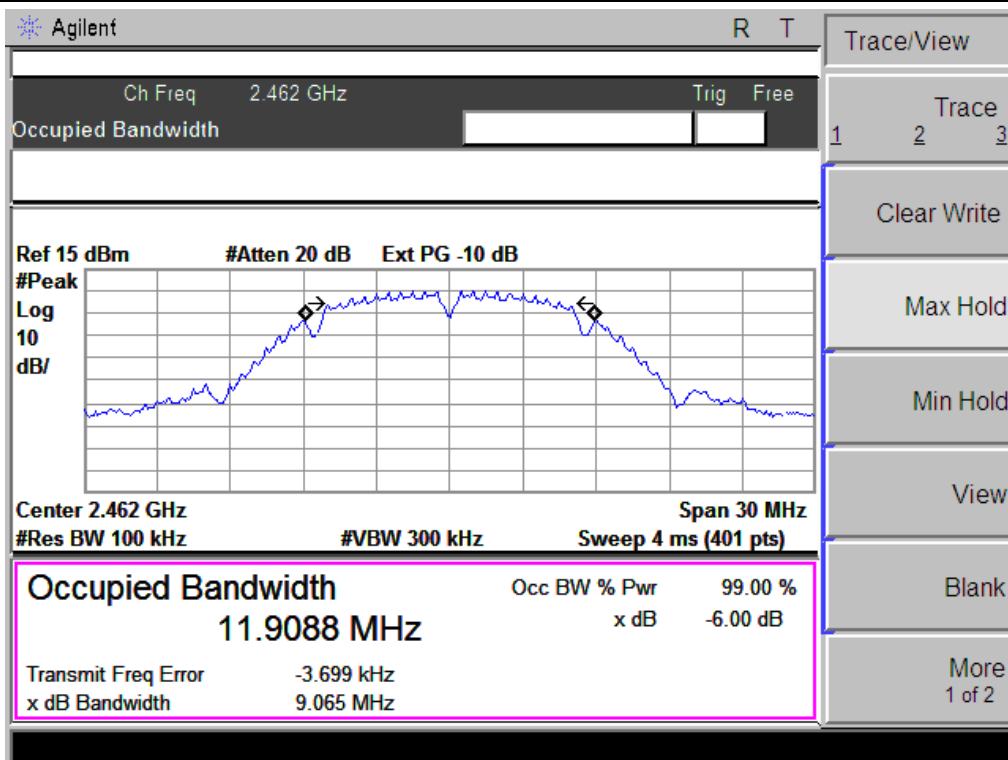 Agilent R T
Ch Freq 2.462 GHz Trig Free
Occupied Bandwidth
Ref 15 dBm #Atten 20 dB Ext PG -10 dB
#Peak
Log
10
dB/
Center 2.462 GHz Span 30 MHz
#Res BW 100 kHz #VBW 300 kHz Sweep 4 ms (401 pts)
Occupied Bandwidth Occ BW % Pwr 99.00 %
11.9088 MHz x dB -6.00 dB
Transmit Freq Error -3.699 kHz
x dB Bandwidth 9.065 MHz
Trace/View
Trace
1 2 3
Clear Write
Max Hold
Min Hold
View
Blank
More
1 of 2